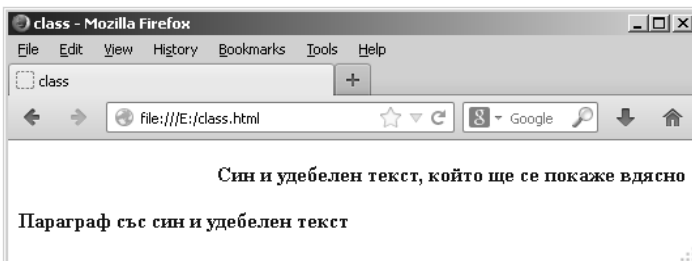 class - Mozilla Firefox
File Edit View History Bookmarks Tools Help
class +
file:///E:/class.html 8 Google
Син и удебелен текст, който ще се покаже вдясно
Параграф със син и удебелен текст